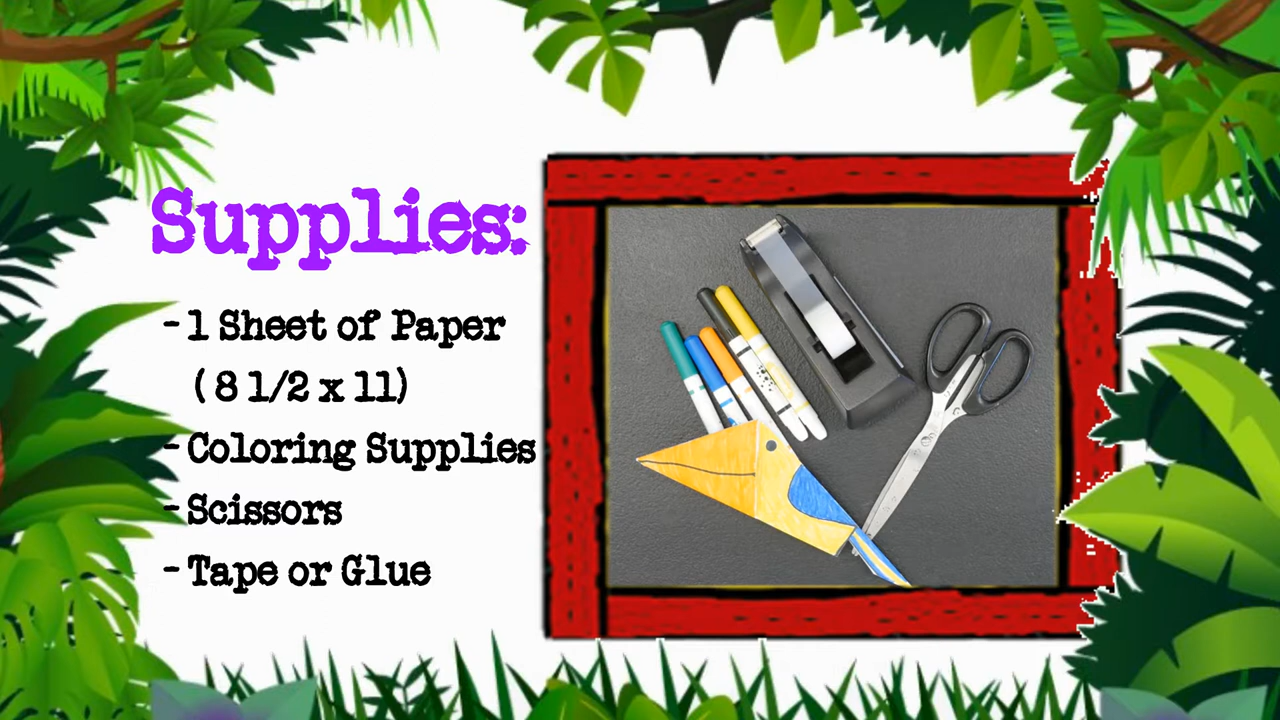 Supplies:
- 1 Sheet of Paper
( 8 1/2 x 11)
- Coloring Supplies
- Scissors
- Tape or Glue